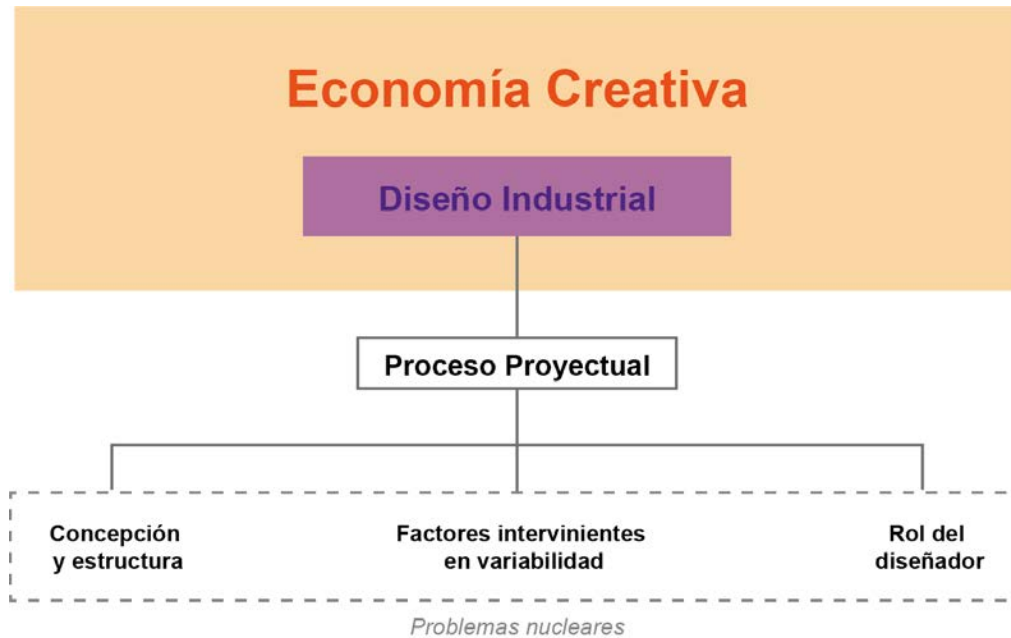 Economía Creativa
Diseño Industrial
Proceso Proyectual
Concepción
y estructura
Factores intervinientes
en variabilidad
Rol del
diseñador
Problemas nucleares